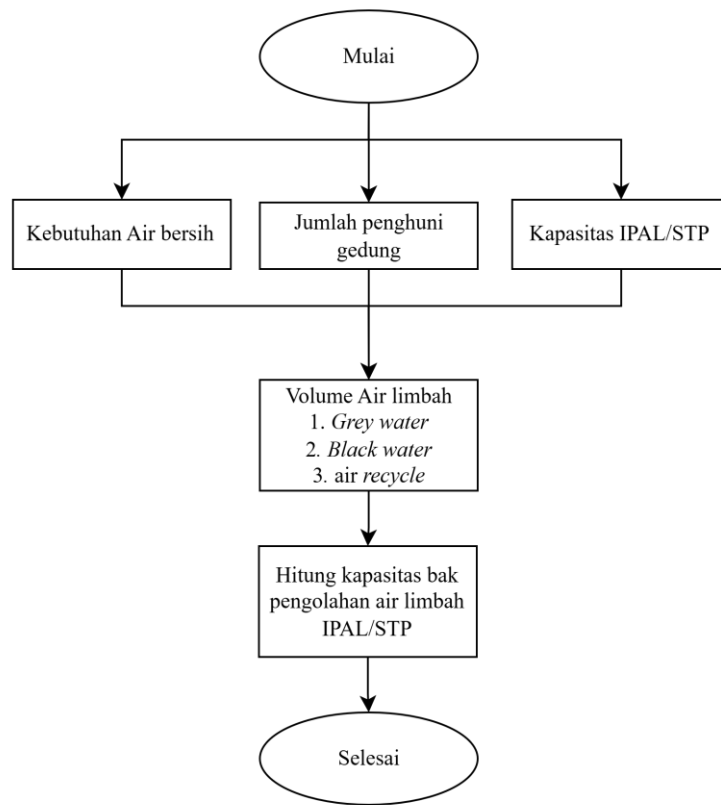 Mulai
Kebutuhan Air bersih
Jumlah penghuni
gedung
Kapasitas IPAL/STP
Volume Air limbah
1. Grey water
2. Black water
3. air recycle
Hitung kapasitas bak
pengolahan air limbah
IPAL/STP
Selesai